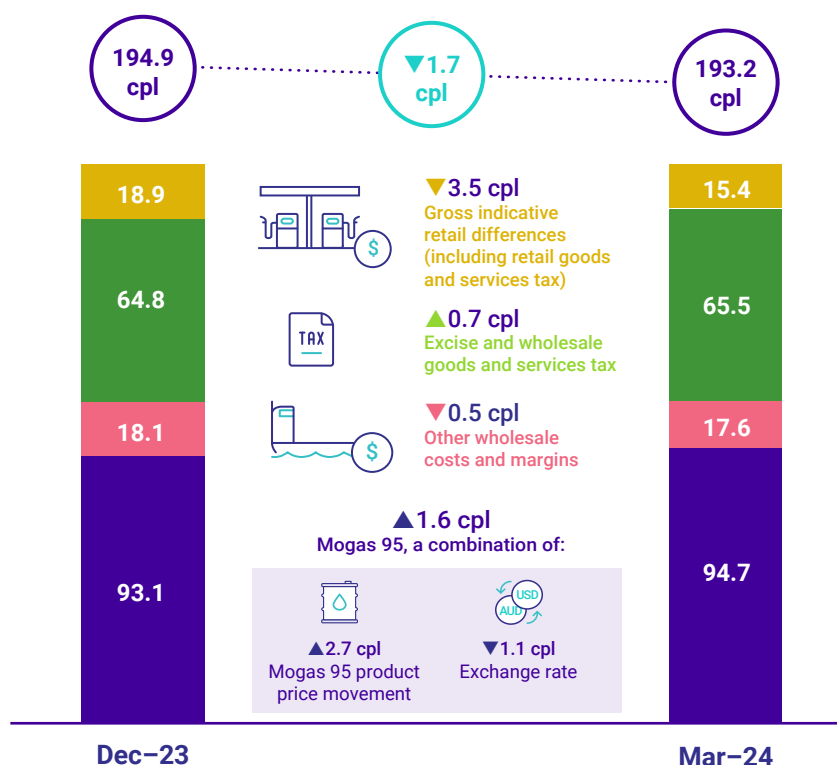 194.9
cpl
▼1.7
cpl
193.2
cpl
18.9
64.8
18.1
93.1
$
▼3.5 cpl
Gross indicative
retail differences
(including retail goods
and services tax)
TAX
▲0.7 cpl
Excise and wholesale
goods and services tax
$
▼0.5 cpl
Other wholesale
costs and margins
▲1.6 cpl
Mogas 95, a combination of:
▲2.7 cpl
Mogas 95 product
price movement
USD
AUD
▼1.1 cpl
Exchange rate
15.4
65.5
17.6
94.7
Dec–23
Mar–24